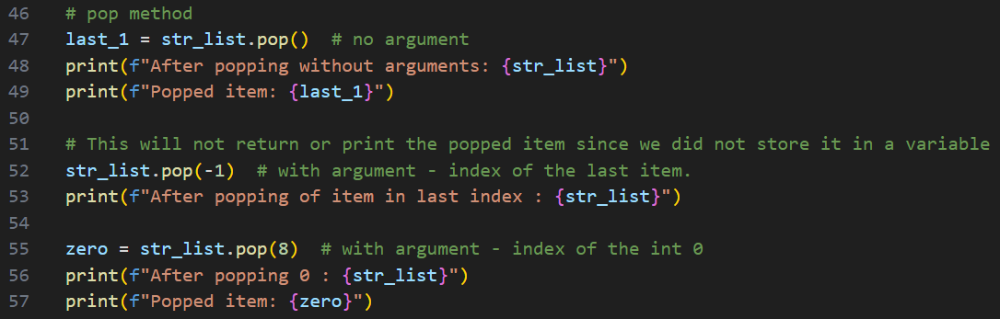 46 # pop method
47 last_1 = str_list.pop()  # no argument
48 print(f"After popping without arguments: {str_list}")
49 print(f"Popped item: {last_1}")
50
51 # This will not return or print the popped item since we did not store it in a variable
52 str_list.pop(-1)  # with argument - index of the last item.
53 print(f"After popping of item in last index : {str_list}")
54
55 zero = str_list.pop(8)  # with argument - index of the int 0
56 print(f"After popping 0 : {str_list}")
57 print(f"Popped item: {zero}")